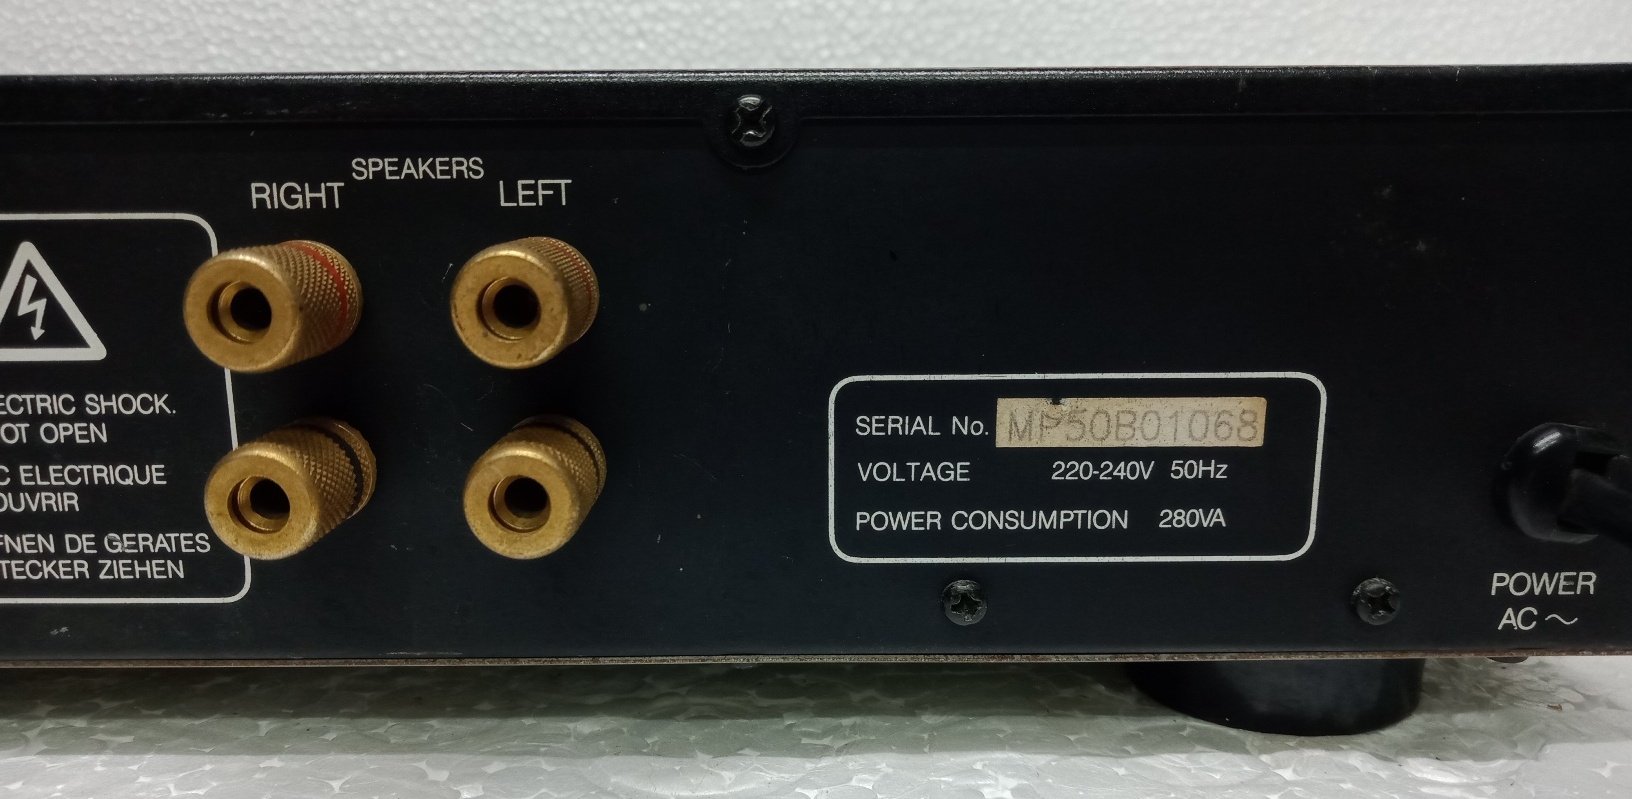 SPEAKERS
RIGHT LEFT
ECTRIC SHOCK.
OT OPEN
C ELECTRIQUE
OUVRIR
FNEN DE GERATES
TECKER ZIEHEN
SERIAL No. MP50B01068
VOLTAGE 220-240V 50Hz
POWER CONSUMPTION 280VA
POWER
AC ~